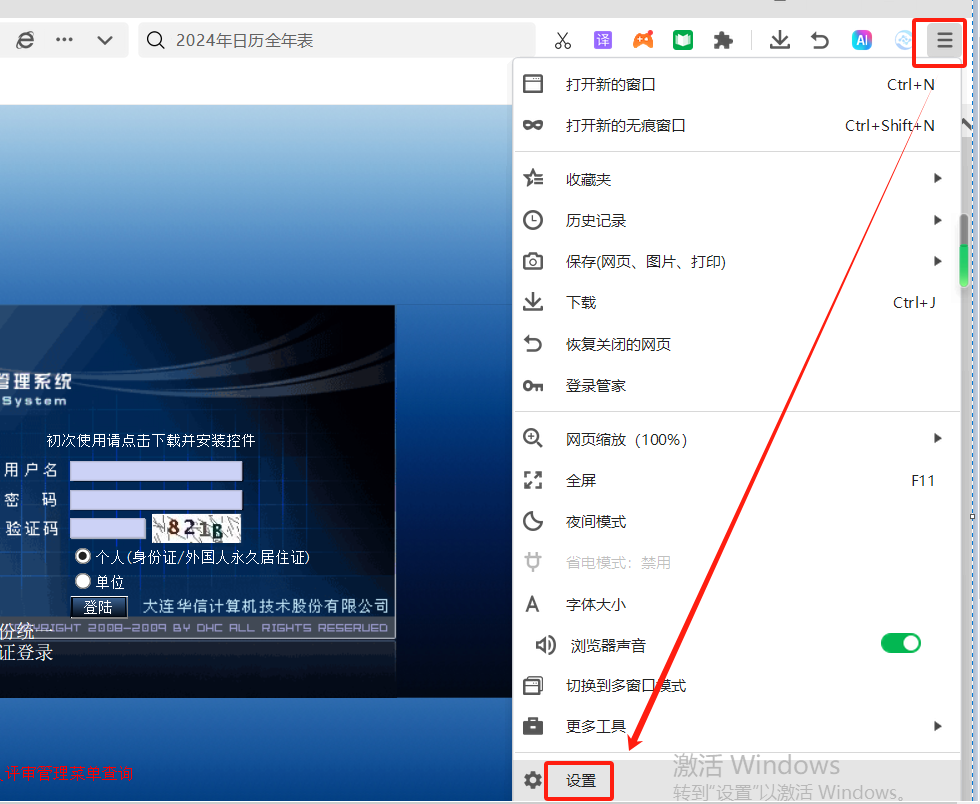 2024年日历全年表
译
AI
打开新的窗口 Ctrl+N
打开新的无痕窗口 Ctrl+Shift+N
收藏夹
历史记录
保存(网页、图片、打印)
下载 Ctrl+J
恢复关闭的网页
登录管家
网页缩放（100%）
全屏 F11
夜间模式
省电模式：禁用
字体大小
浏览器声音
切换到多窗口模式
更多工具
设置
激活 Windows
转到“设置”以激活 Windows。
管理系统
System
初次使用请点击下载并安装控件
用户名
密 码
验证码 821B
个人(身份证/外国人永久居住证)
单位
登陆 大连华信计算机技术股份有限公司
COPYRIGHT 2008-2009 BY DHC ALL RIGHTS RESERVED
份统一
证登录